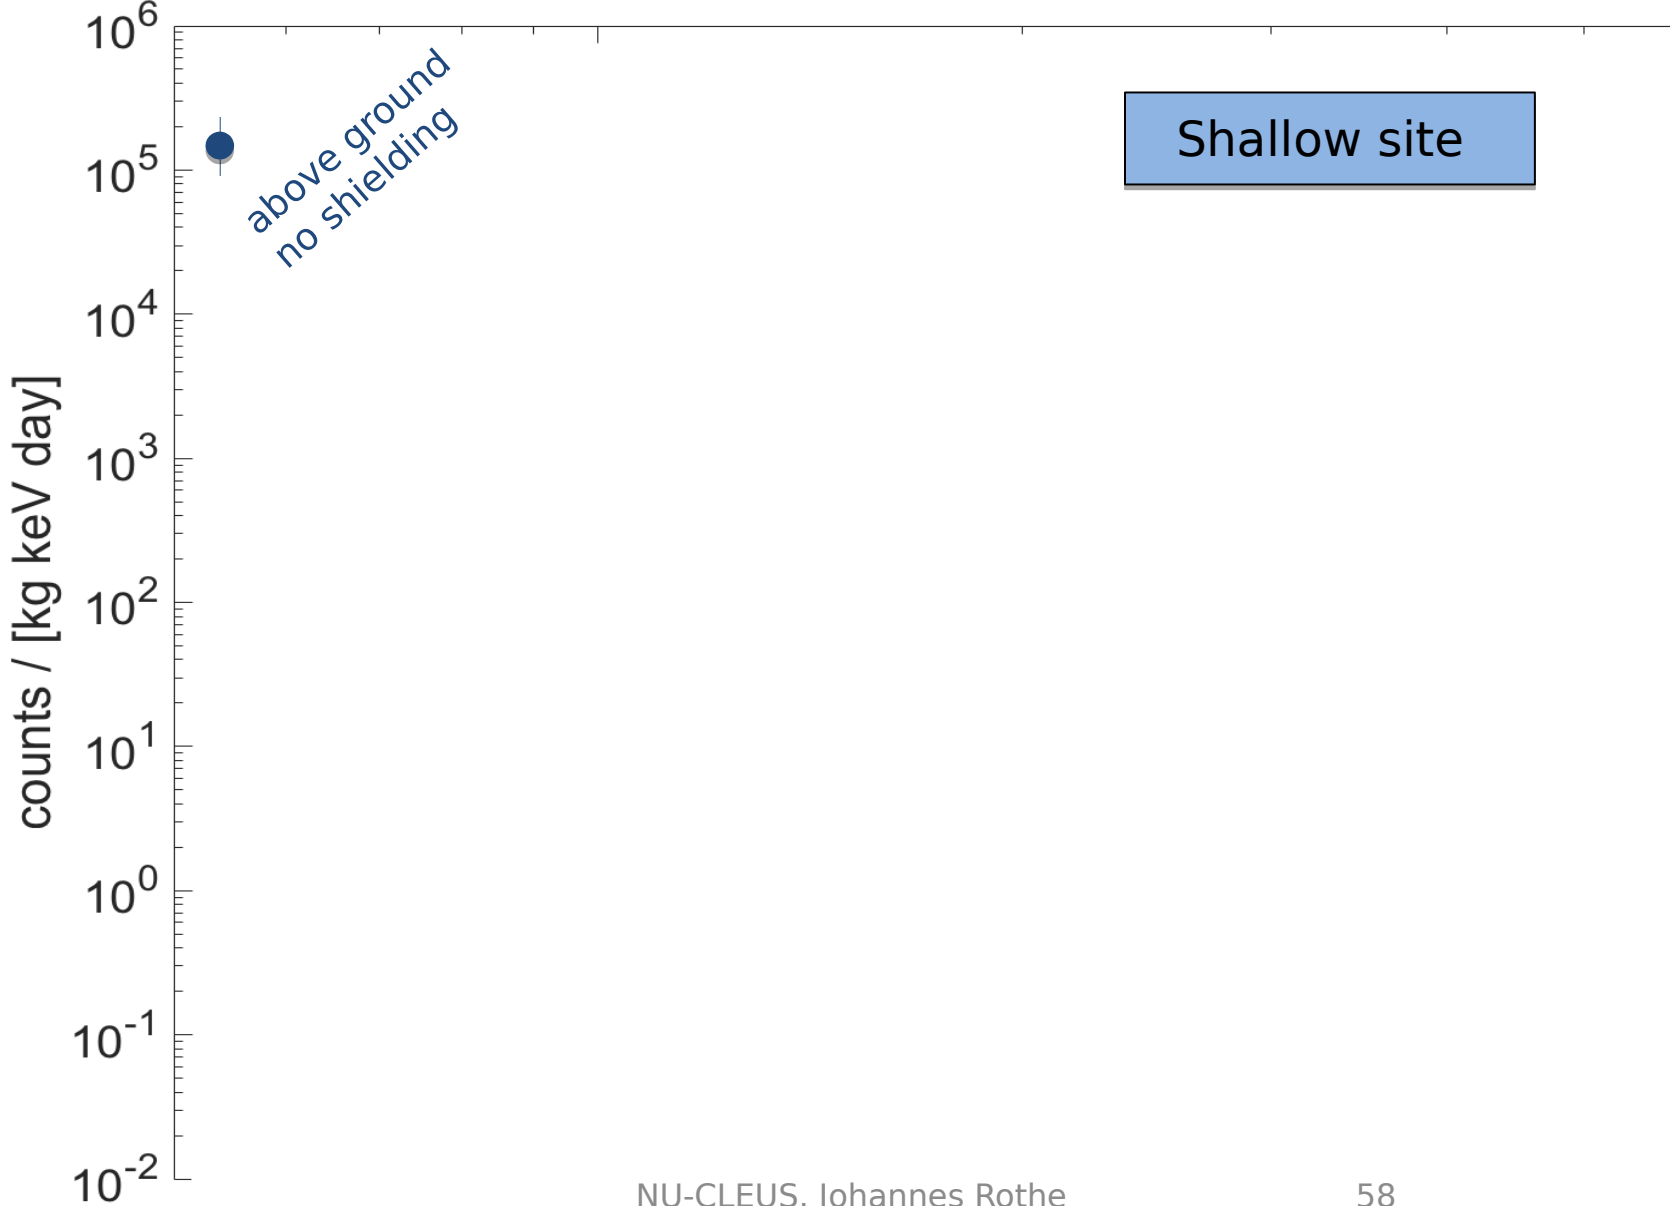 10^6
above ground
no shielding
Shallow site
10^5
10^4
10^3
10^2
10^1
10^0
10^-1
10^-2
counts / [kg keV day]
NU-CLEUS, Johannes Rothe
58